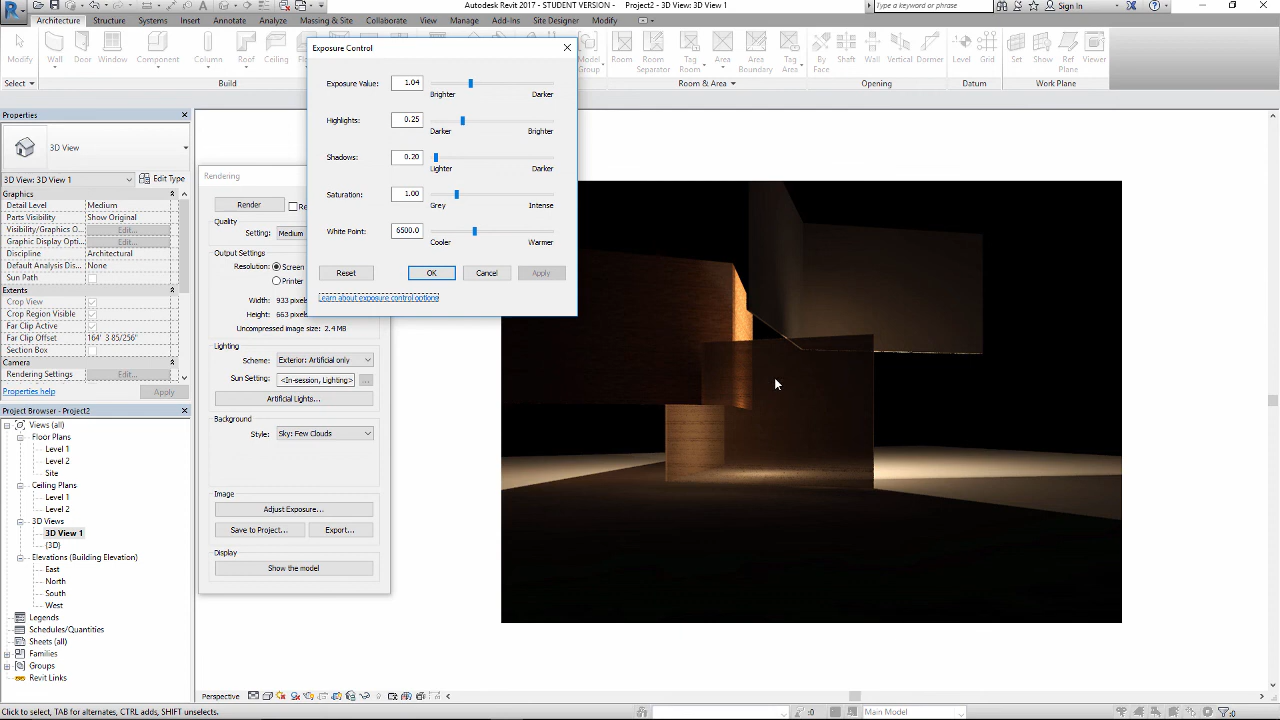 Autodesk Revit 2017 - STUDENT VERSION - Project2 - 3D View: 3D View 1
Type a keyword or phrase
Sign In
Architecture Structure Systems Insert Annotate Massing & Site Collaborate View Manage Add-Ins Site Designer Modify
Modify Wall Door Window Component Column Roof Ceiling
Model Group Room Room Separator Tag Room Area Area Boundary Tag Area By Face Shaft Wall Vertical Dormer Level Grid Set Show Ref Plane Viewer
Select Build Room & Area Opening Datum Work Plane
Exposure Control
Exposure Value: 1.04
Brighter Darker
Highlights: 0.25
Darker Brighter
Shadows: 0.20
Lighter Darker
Saturation: 1.00
Grey Intense
White Point: 6500.0
Cooler Warmer
Reset OK Cancel Apply
Learn about exposure control options
Properties
3D View
3D View: 3D View 1 Edit Type
Graphics
Detail Level Medium
Parts Visibility Show Original
Visibility/Graphics O... Edit...
Graphic Display Opti... Edit...
Discipline Architectural
Default Analysis Dis... None
Sun Path
Extents
Crop View
Crop Region Visible
Far Clip Active
Far Clip Offset 164' 3 85/256"
Section Box
Camera
Rendering Settings Edit...
Properties help Apply
Project Browser - Project2
Views (all)
Floor Plans
Level 1
Level 2
Site
Ceiling Plans
Level 1
Level 2
3D Views
3D View 1
{3D}
Elevations (Building Elevation)
East
North
South
West
Legends
Schedules/Quantities
Sheets (all)
Families
Groups
Revit Links
Rendering
Render Re
Quality
Setting: Medium
Output Settings
Resolution: Screen
Printer
Width: 933 pixels
Height: 663 pixels
Uncompressed image size: 2.4 MB
Lighting
Scheme: Exterior: Artificial only
Sun Setting: <In-session, Lighting> ...
Artificial Lights...
Background
Style: Sky: Few Clouds
Image
Adjust Exposure...
Save to Project... Export...
Display
Show the model
Perspective
Click to select, TAB for alternates, CTRL adds, SHIFT unselects.
:0 Main Model :0